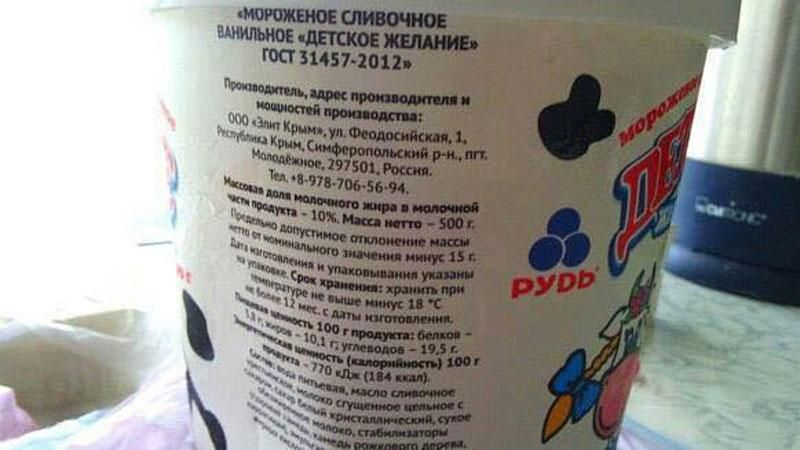 «МОРОЖЕНОЕ СЛИВОЧНОЕ
ВАНИЛЬНОЕ «ДЕТСКОЕ ЖЕЛАНИЕ»
ГОСТ 31457-2012»
Производитель, адрес производителя и
мощностей производства:
ООО «Элит Крым», ул. Феодосийская, 1,
Республика Крым, Симферопольский р-н., пгт.
Молодёжное, 297501, Россия.
Тел. +8-978-706-56-94.
Массовая доля молочного жира в молочной
части продукта – 10%. Масса нетто – 500 г.
Предельно допустимое отклонение массы
нетто от номинального значения минус 15 г.
Дата изготовления и упаковывания указаны
на упаковке. Срок хранения: хранить при
температуре не выше минус 18 °С
не более 12 мес. с даты изготовления.
Пищевая ценность 100 г продукта: белков –
3,8 г; жиров – 10,1 г; углеводов – 19,5 г.
Энергетическая ценность (калорийность) 100 г
продукта – 770 кДж (184 ккал).
Состав: вода питьевая, масло сливочное
молоко сгущенное цельное с
сахаром, сахар белый кристаллический, сухое
молоко, стабилизаторы
камедь, камедь рожкового дерева,
мороженое
ДЕТ
РУДЬ
CLATRONIC